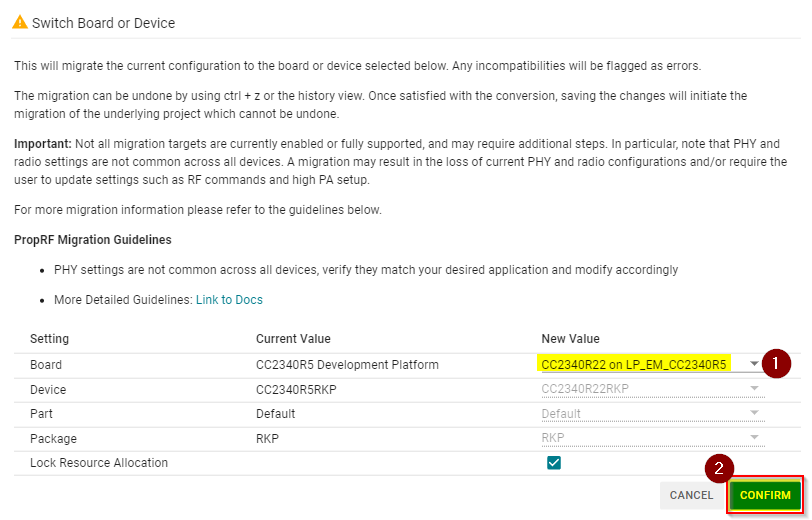 Switch Board or Device
This will migrate the current configuration to the board or device selected below. Any incompatibilities will be flagged as errors.
The migration can be undone by using ctrl + z or the history view. Once satisfied with the conversion, saving the changes will initiate the
migration of the underlying project which cannot be undone.
Important: Not all migration targets are currently enabled or fully supported, and may require additional steps. In particular, note that PHY and
radio settings are not common across all devices. A migration may result in the loss of current PHY and radio configurations and/or require the
user to update settings such as RF commands and high PA setup.
For more migration information please refer to the guidelines below.
PropRF Migration Guidelines
• PHY settings are not common across all devices, verify they match your desired application and modify accordingly
• More Detailed Guidelines: Link to Docs
Setting Current Value New Value
Board CC2340R5 Development Platform CC2340R22 on LP_EM_CC2340R5 1
Device CC2340R5RKP CC2340R22RKP
Part Default Default
Package RKP RKP
Lock Resource Allocation
2
CANCEL CONFIRM